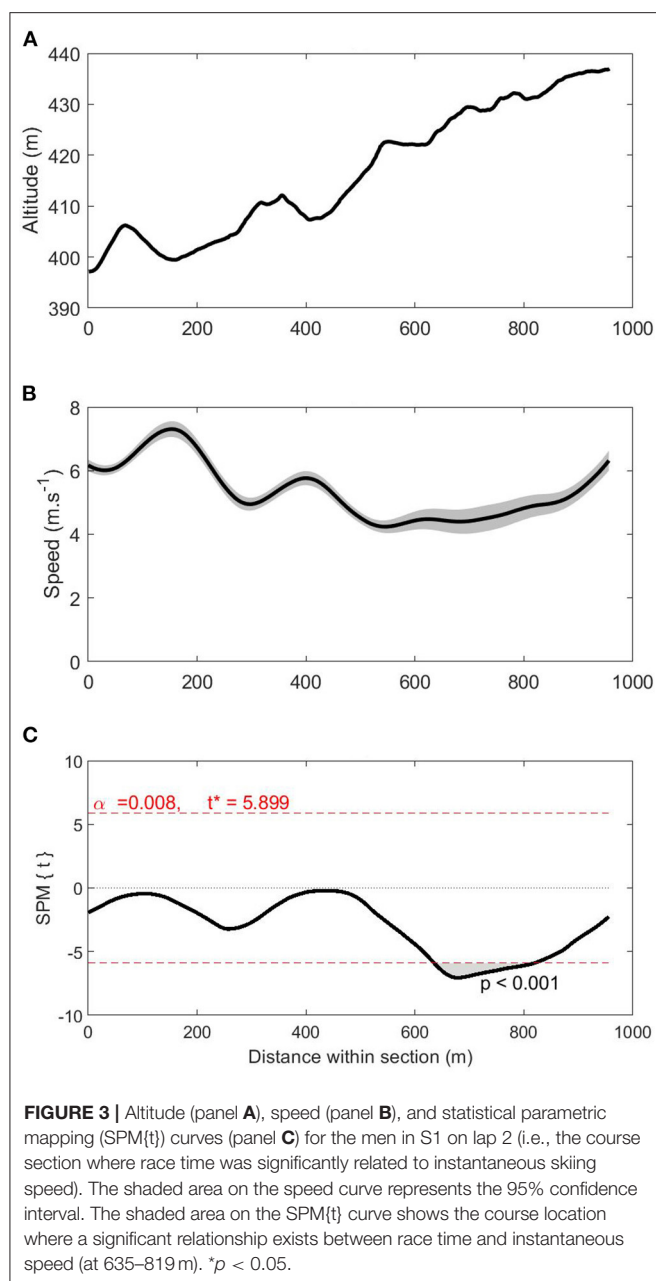 A
440
430
420
410
400
390
Altitude (m)
0 200 400 600 800 1000
B
8
6
4
2
0
Speed (m.s⁻¹)
0 200 400 600 800 1000
C
10
5
0
-5
-10
SPM { t }
α =0.008, t* = 5.899
p < 0.001
0 200 400 600 800 1000
Distance within section (m)
FIGURE 3 | Altitude (panel A), speed (panel B), and statistical parametric
mapping (SPM{t}) curves (panel C) for the men in S1 on lap 2 (i.e., the course
section where race time was significantly related to instantaneous skiing
speed). The shaded area on the speed curve represents the 95% confidence
interval. The shaded area on the SPM{t} curve shows the course location
where a significant relationship exists between race time and instantaneous
speed (at 635–819 m). *p < 0.05.